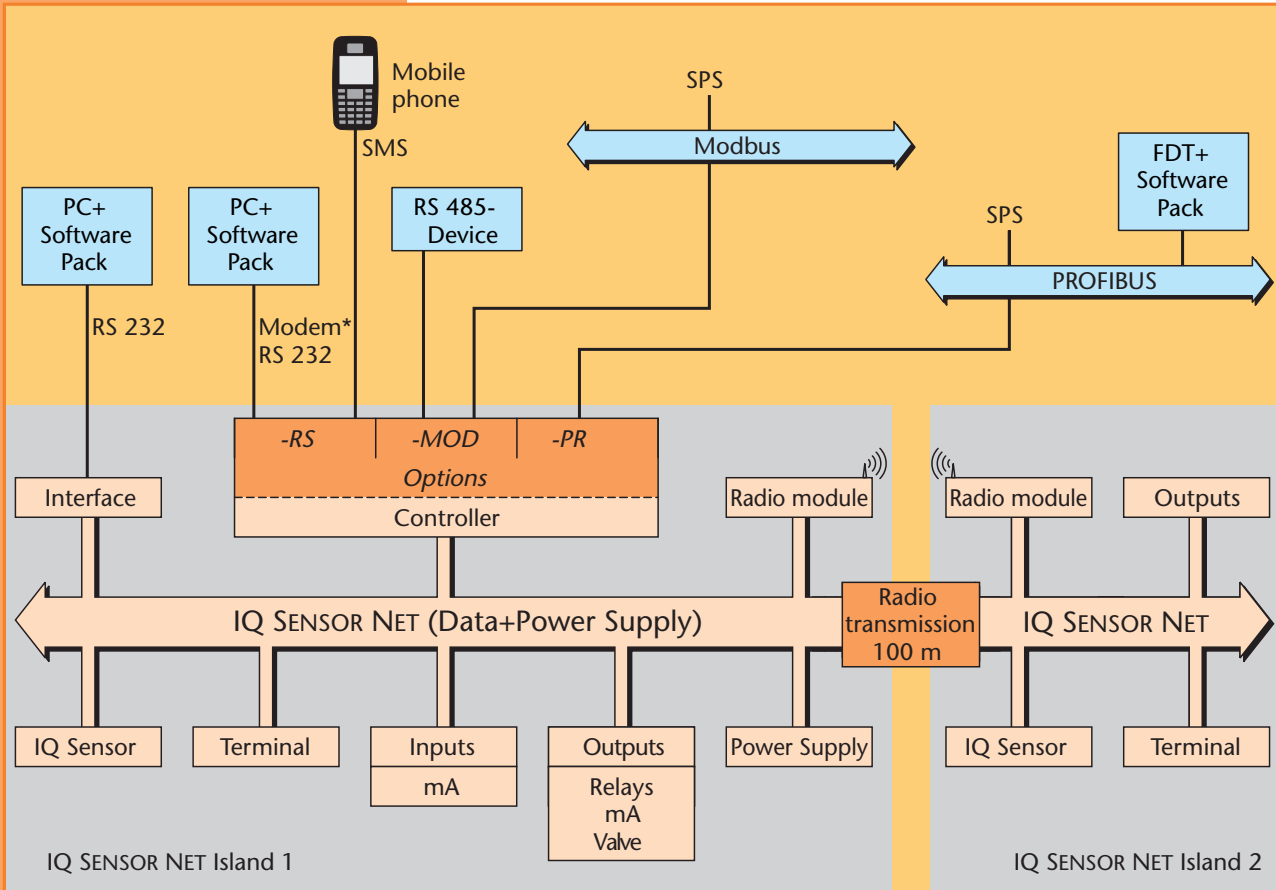 Mobile
phone
SMS
SPS
Modbus
FDT+
Software
Pack
SPS
PROFIBUS
PC+
Software
Pack
PC+
Software
Pack
RS 485-
Device
RS 232
Modem*
RS 232
-RS
-MOD
-PR
Options
Controller
Interface
Radio module
Radio module
Outputs
IQ SENSOR NET (Data+Power Supply)
Radio
transmission
100 m
IQ SENSOR NET
IQ Sensor
Terminal
Inputs
mA
Outputs
Relays
mA
Valve
Power Supply
IQ Sensor
Terminal
IQ SENSOR NET Island 1
IQ SENSOR NET Island 2